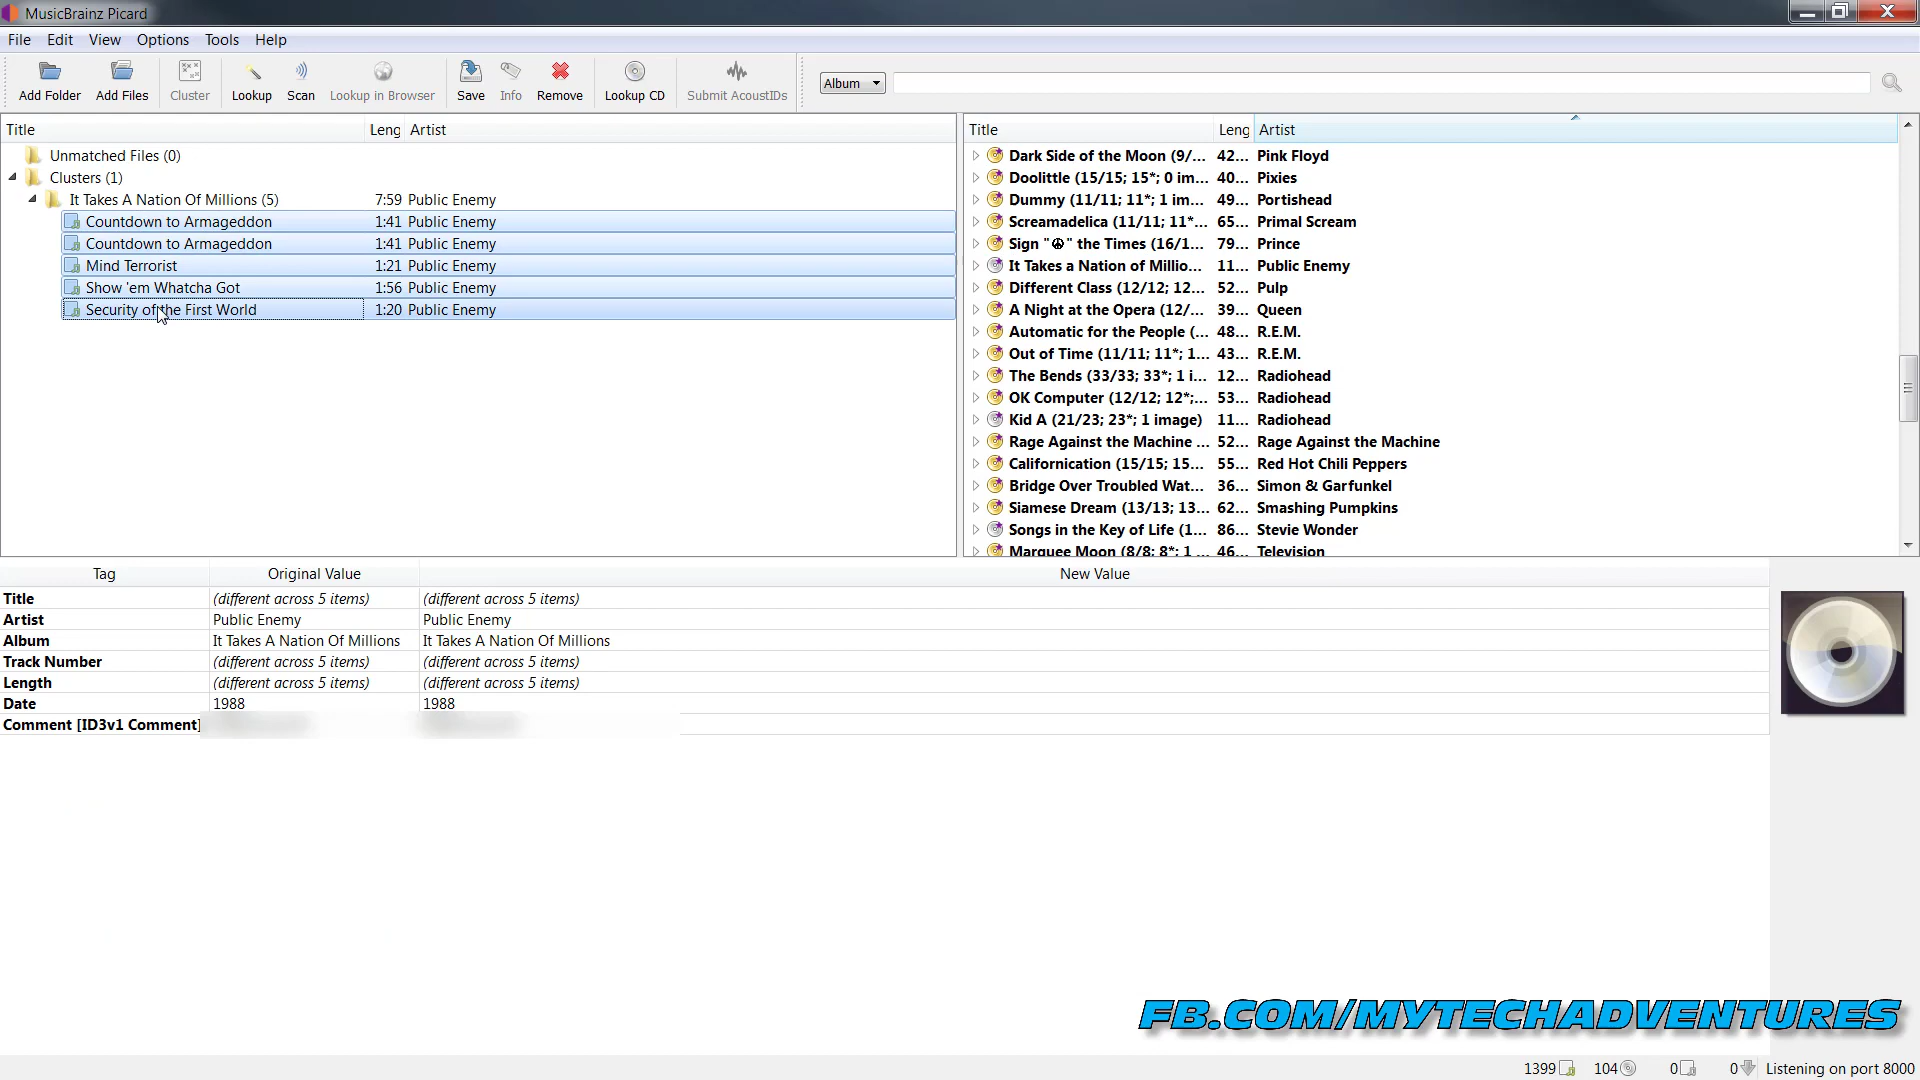 MusicBrainz Picard
File Edit View Options Tools Help
Add Folder Add Files Cluster Lookup Scan Lookup in Browser Save Info Remove Lookup CD Submit AcoustIDs Album
Title Leng Artist
Unmatched Files (0)
Clusters (1)
It Takes A Nation Of Millions (5) 7:59 Public Enemy
Countdown to Armageddon 1:41 Public Enemy
Countdown to Armageddon 1:41 Public Enemy
Mind Terrorist 1:21 Public Enemy
Show 'em Whatcha Got 1:56 Public Enemy
Security of the First World 1:20 Public Enemy
Title Leng Artist
Dark Side of the Moon (9/... 42... Pink Floyd
Doolittle (15/15; 15*; 0 im... 40... Pixies
Dummy (11/11; 11*; 1 im... 49... Portishead
Screamadelica (11/11; 11*... 65... Primal Scream
Sign "☮" the Times (16/1... 79... Prince
It Takes a Nation of Millio... 11... Public Enemy
Different Class (12/12; 12... 52... Pulp
A Night at the Opera (12/... 39... Queen
Automatic for the People (... 48... R.E.M.
Out of Time (11/11; 11*; 1... 43... R.E.M.
The Bends (33/33; 33*; 1 i... 12... Radiohead
OK Computer (12/12; 12*;... 53... Radiohead
Kid A (21/23; 23*; 1 image) 11... Radiohead
Rage Against the Machine ... 52... Rage Against the Machine
Californication (15/15; 15... 55... Red Hot Chili Peppers
Bridge Over Troubled Wat... 36... Simon & Garfunkel
Siamese Dream (13/13; 13... 62... Smashing Pumpkins
Songs in the Key of Life (1... 86... Stevie Wonder
Marquee Moon (8/8; 8*; 1 ... 46... Television
Tag Original Value New Value
Title (different across 5 items) (different across 5 items)
Artist Public Enemy Public Enemy
Album It Takes A Nation Of Millions It Takes A Nation Of Millions
Track Number (different across 5 items) (different across 5 items)
Length (different across 5 items) (different across 5 items)
Date 1988 1988
Comment [ID3v1 Comment]
FB.COM/MYTECHADVENTURES
1399 104 0 0 Listening on port 8000